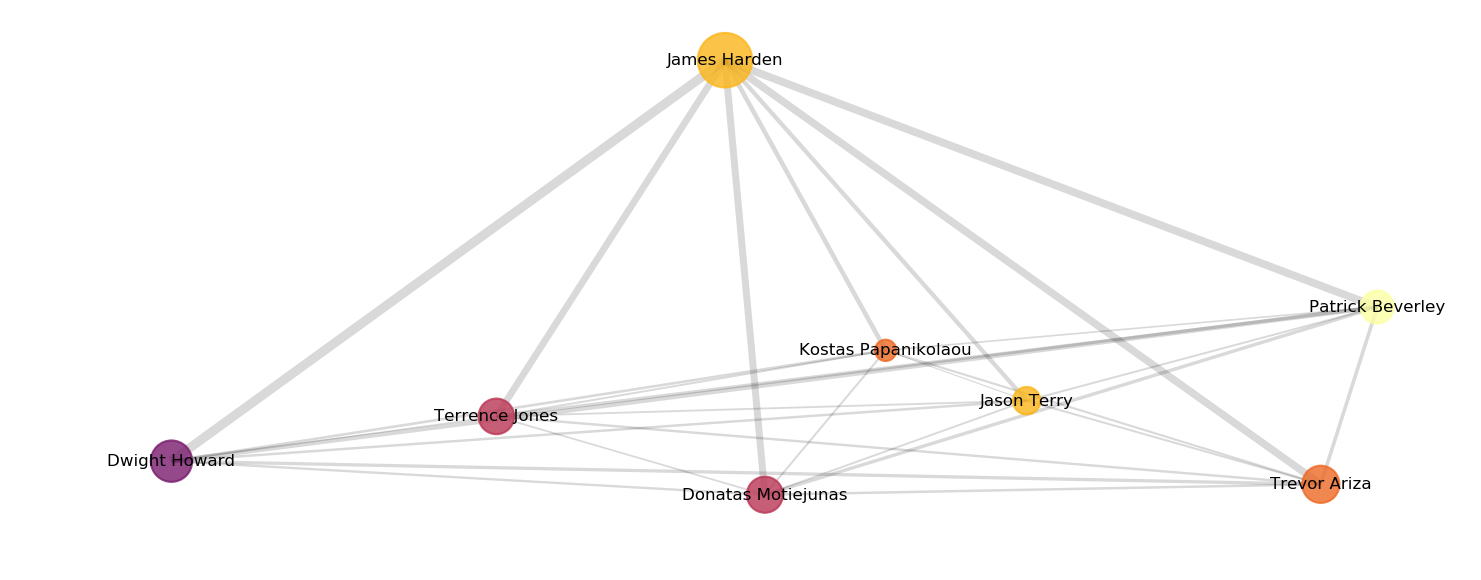 James Harden
Patrick Beverley
Kostas Papanikolaou
Jason Terry
Terrence Jones
Dwight Howard
Trevor Ariza
Donatas Motiejunas